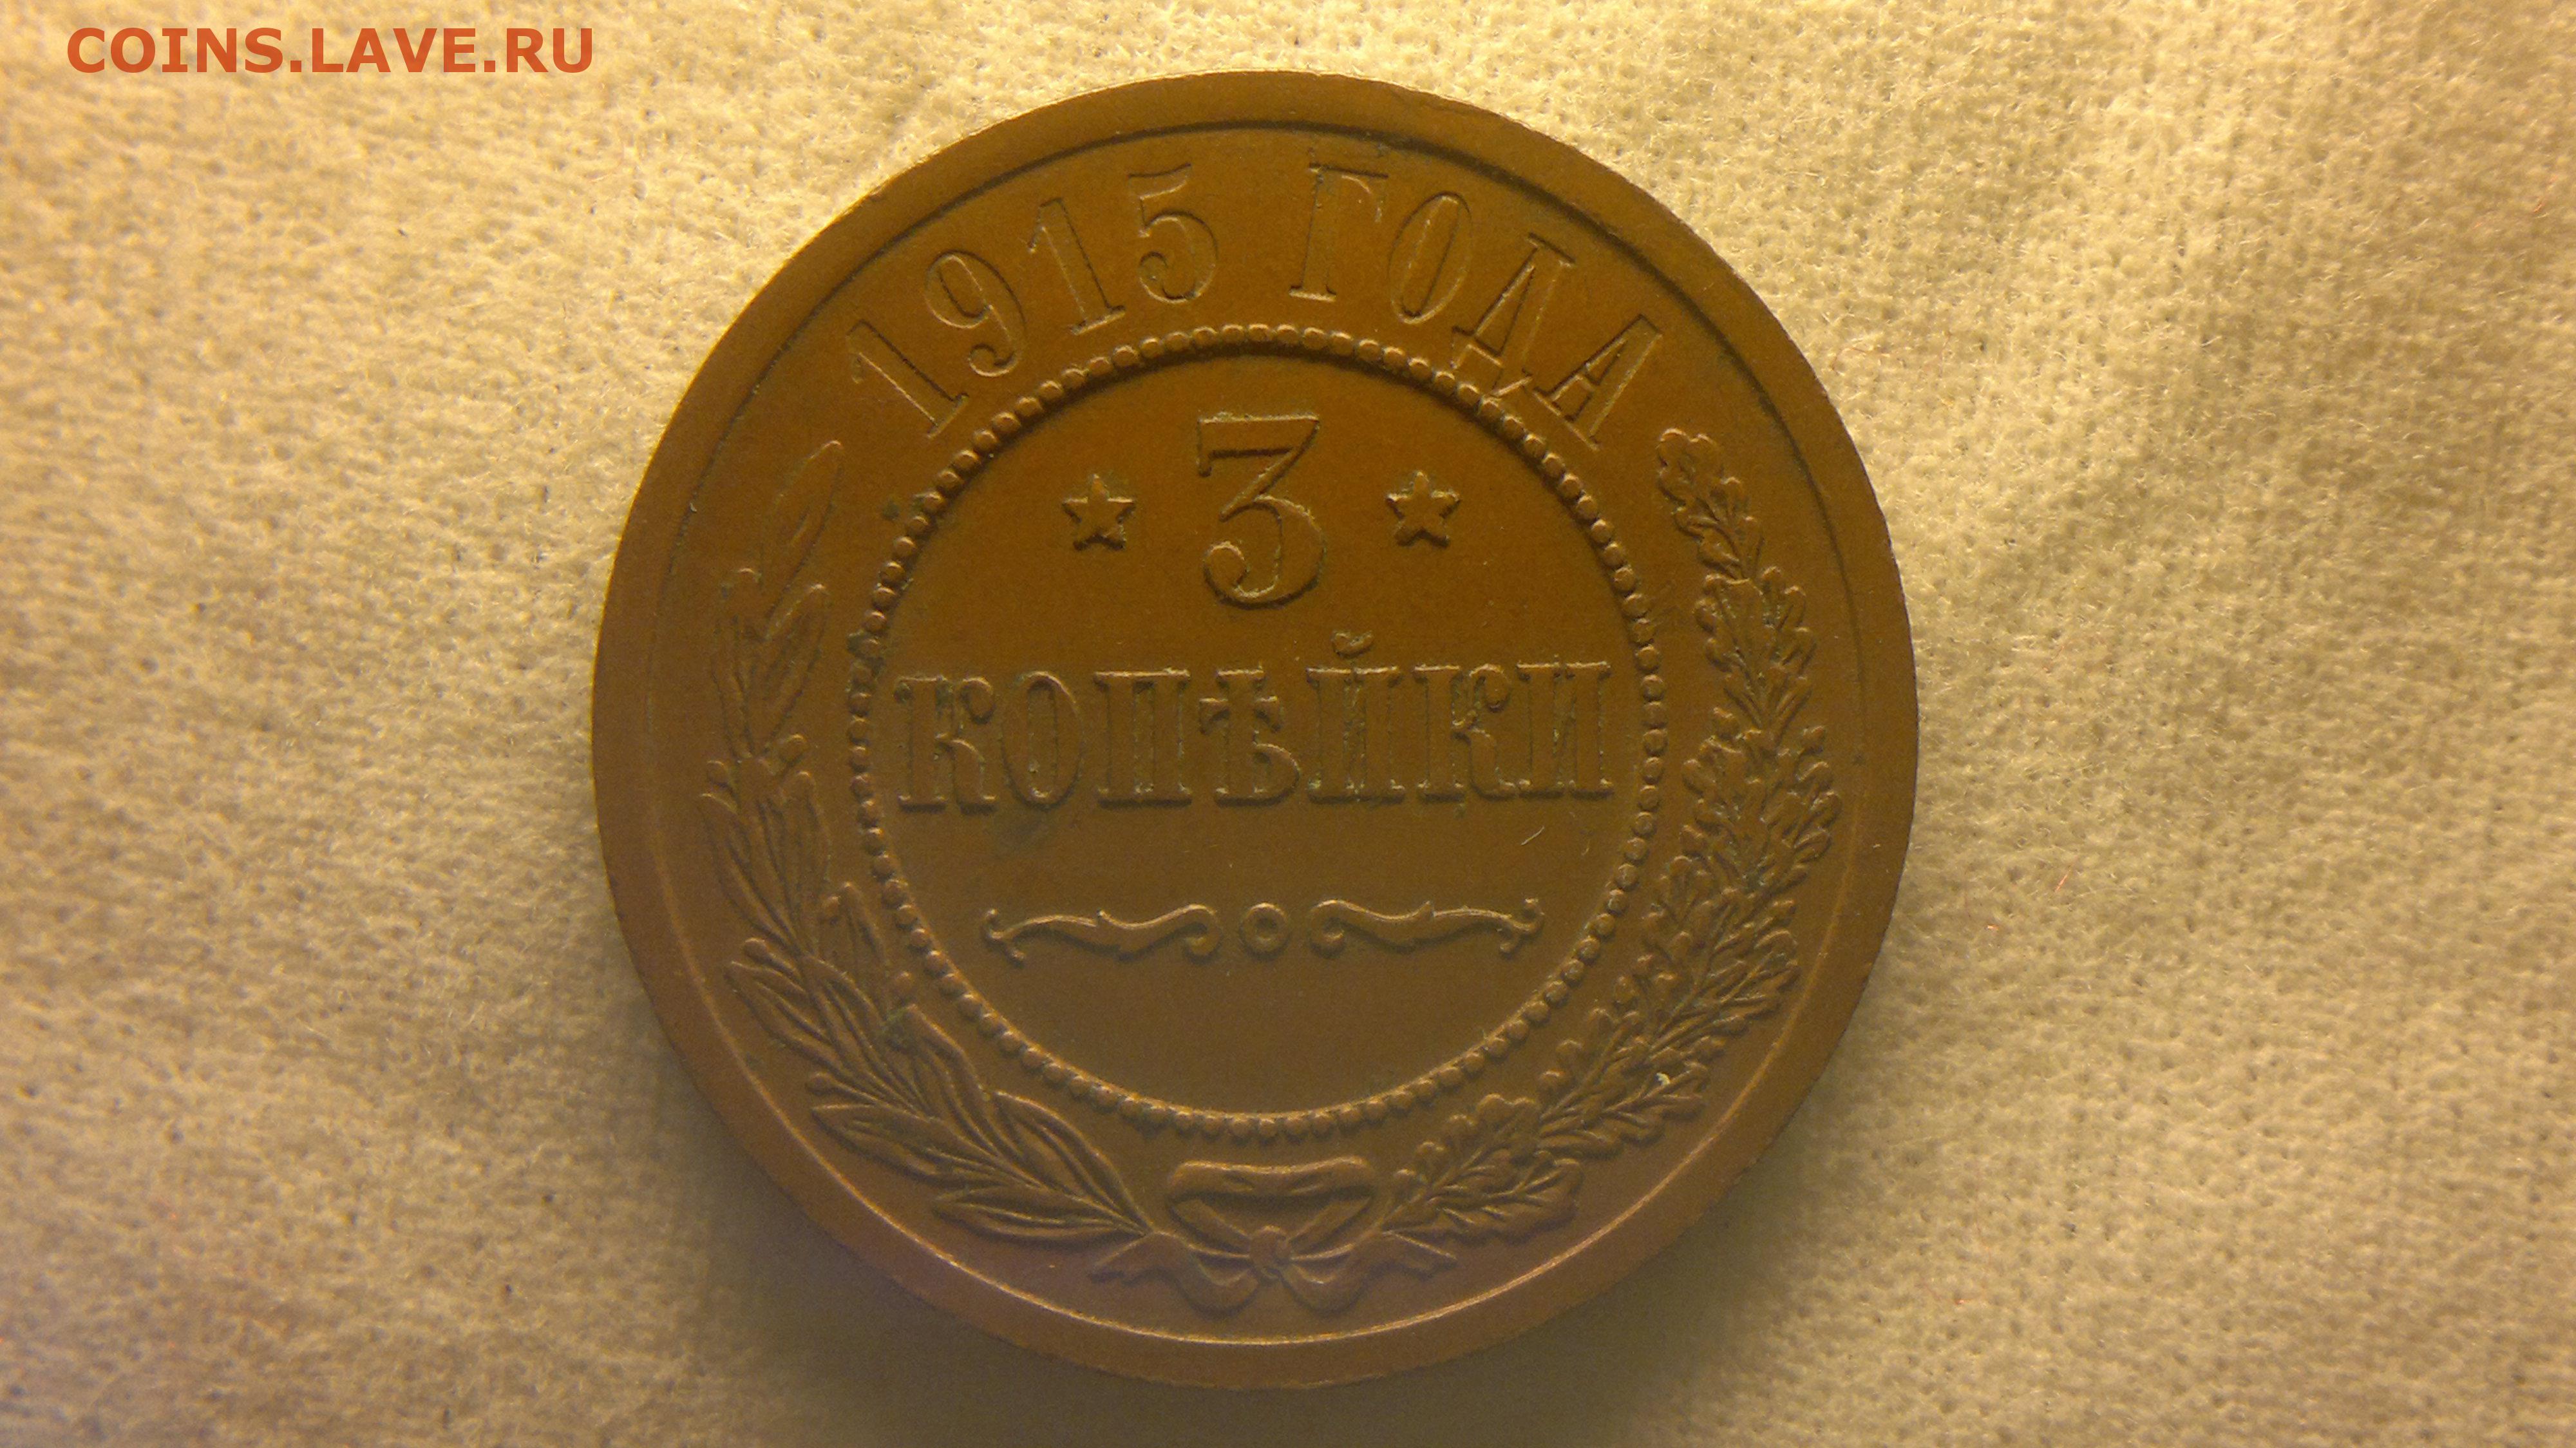 COINS.LAVE.RU
1915 ГОДА
3
КОПѢЙКИ